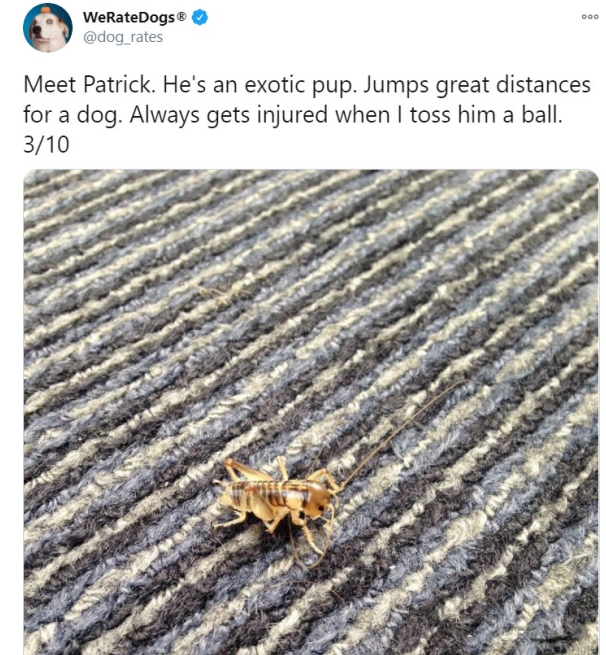 WeRateDogs®
@dog_rates
Meet Patrick. He's an exotic pup. Jumps great distances
for a dog. Always gets injured when I toss him a ball.
3/10